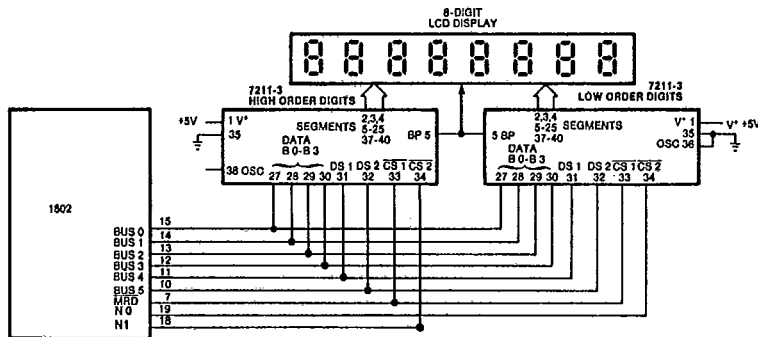 8-DIGIT
LCD DISPLAY
7211-3
HIGH ORDER DIGITS
7211-3
LOW ORDER DIGITS
+5V
1 V+
35
38 OSC
SEGMENTS
2,3,4
5-25
37-40
BP 5
DATA
B0-B3
DS 1 DS 2 CS 1 CS 2
27 28 29 30 31 32 33 34
5 BP
SEGMENTS
2,3,4
5-25
37-40
V+ 1
V+ +5V
35
OSC 36
DATA
B0-B3
DS 1 DS 2 CS 1 CS 2
27 28 29 30 31 32 33 34
1802
BUS 0 15
BUS 1 14
BUS 2 13
BUS 3 12
BUS 4 11
BUS 5 10
MRD 7
N0 19
N1 18